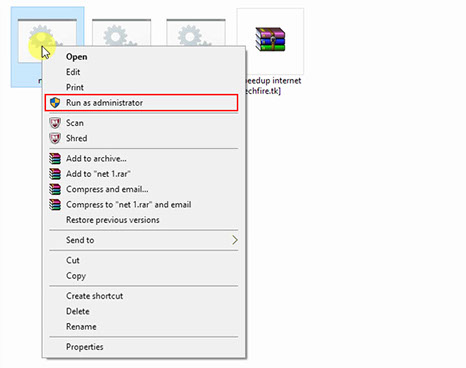 Open
Edit
Print
Run as administrator
Scan
Shred
Add to archive...
Add to "net 1.rar"
Compress and email...
Compress to "net 1.rar" and email
Restore previous versions
Send to
Cut
Copy
Create shortcut
Delete
Rename
Properties
peedup internet
echfire.tk]